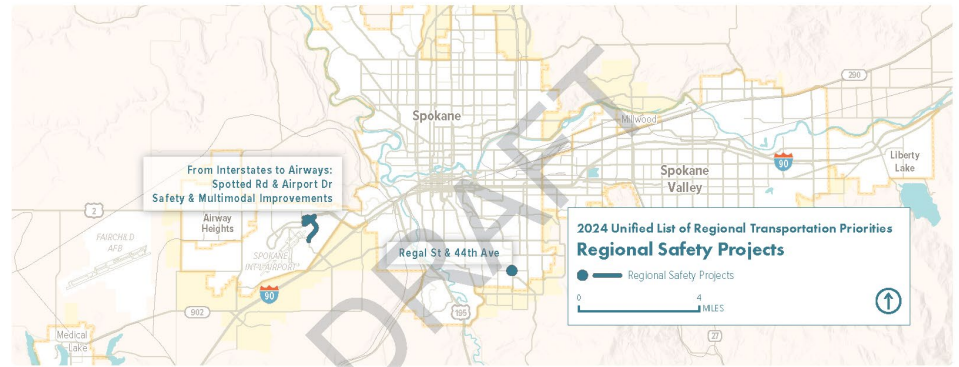 290
Spokane
Millwood
90
Liberty
Lake
Spokane
Valley
From Interstates to Airways:
Spotted Rd & Airport Dr
Safety & Multimodal Improvements
2
Airway
Heights
FAIRCHILD
AFB
SPOKANE
INT'L AIRPORT
90
Regal St & 44th Ave
902
195
Medical
Lake
27
2024 Unified List of Regional Transportation Priorities
Regional Safety Projects
Regional Safety Projects
0 4
MILES
DRAFT